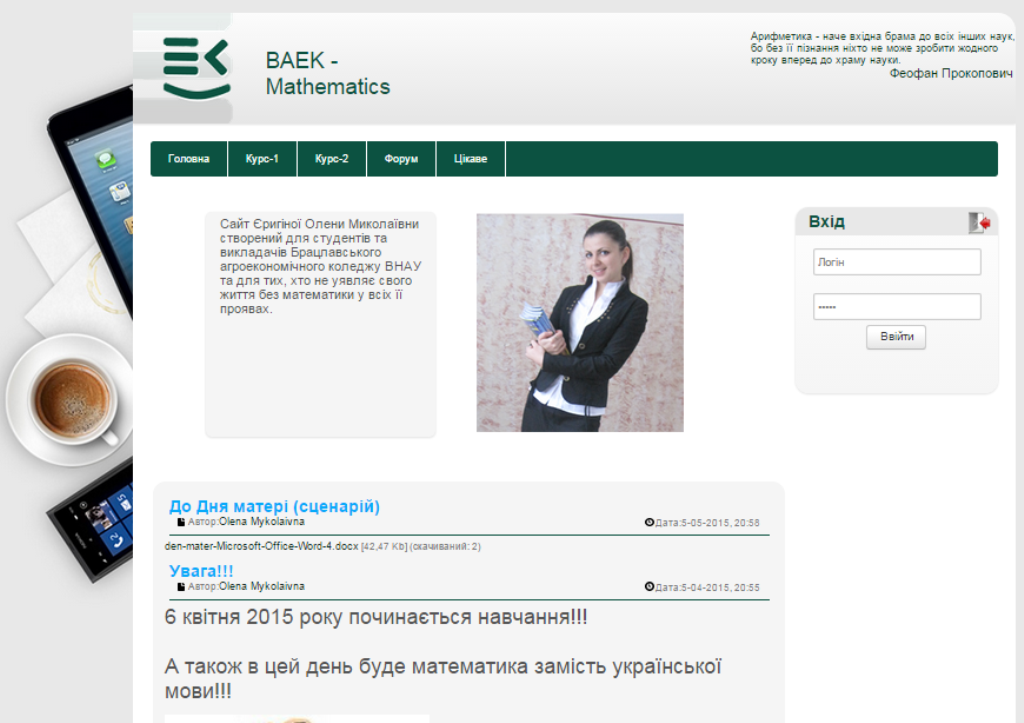 BAEK -
Mathematics
Арифметика - наче вхідна брама до всіх інших наук,
бо без її пізнання ніхто не може зробити жодного
кроку вперед до храму науки.
Феофан Прокопович
Головна Курс-1 Курс-2 Форум Цікаве
Сайт Єригіної Олени Миколаївни
створений для студентів та
викладачів Брацлавського
агроекономічного коледжу ВНАУ
та для тих, хто не уявляє свого
життя без математики у всіх її
проявах.
Вхід
Логін
•••••
Ввійти
До Дня матері (сценарій)
Автор:Olena Mykolaivna Дата:5-05-2015, 20:58
den-mater-Microsoft-Office-Word-4.docx [42,47 Kb] (скачиваний: 2)
Увага!!!
Автор:Olena Mykolaivna Дата:5-04-2015, 20:55
6 квітня 2015 року починається навчання!!!
А також в цей день буде математика замість української
мови!!!